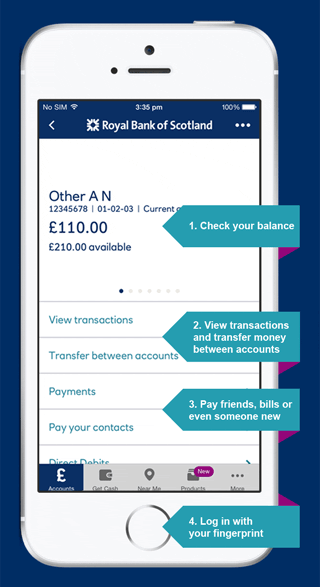 No SIM 3:35 pm 100%
Royal Bank of Scotland
Other A N
12345678 | 01-02-03 | Current
£110.00
1. Check your balance
£210.00 available
View transactions
2. View transactions
and transfer money
between accounts
Transfer between accounts
Payments
3. Pay friends, bills or
even someone new
Pay your contacts
Direct Debits
New
£
Accounts
Get Cash
Near Me
Products
More
4. Log in with
your fingerprint